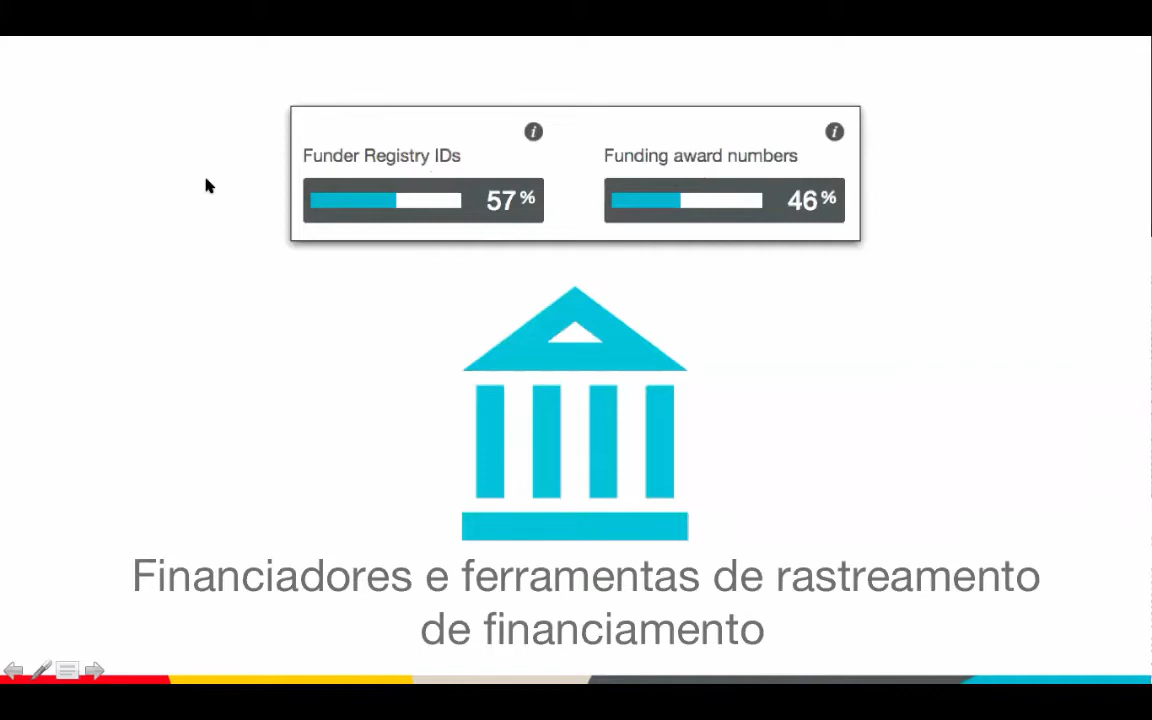 Funder Registry IDs
57 %
Funding award numbers
46 %
Financiadores e ferramentas de rastreamento
de financiamento